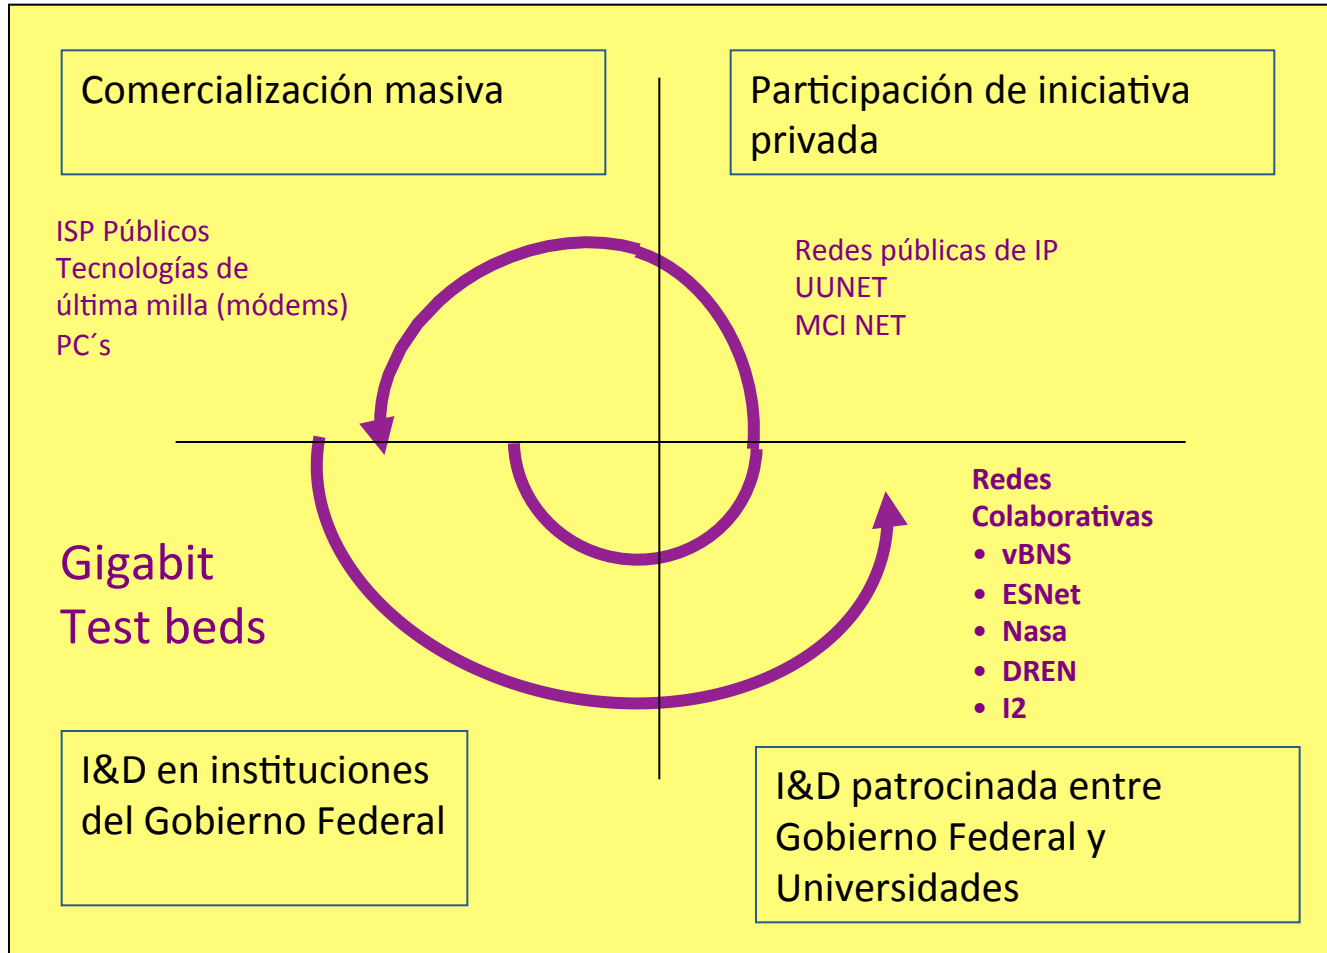 Comercialización masiva
Participación de iniciativa
privada
ISP Públicos
Tecnologías de
última milla (módems)
PC´s
Redes públicas de IP
UUNET
MCI NET
Gigabit
Test beds
Redes
Colaborativas
• vBNS
• ESNet
• Nasa
• DREN
• I2
I&D en instituciones
del Gobierno Federal
I&D patrocinada entre
Gobierno Federal y
Universidades